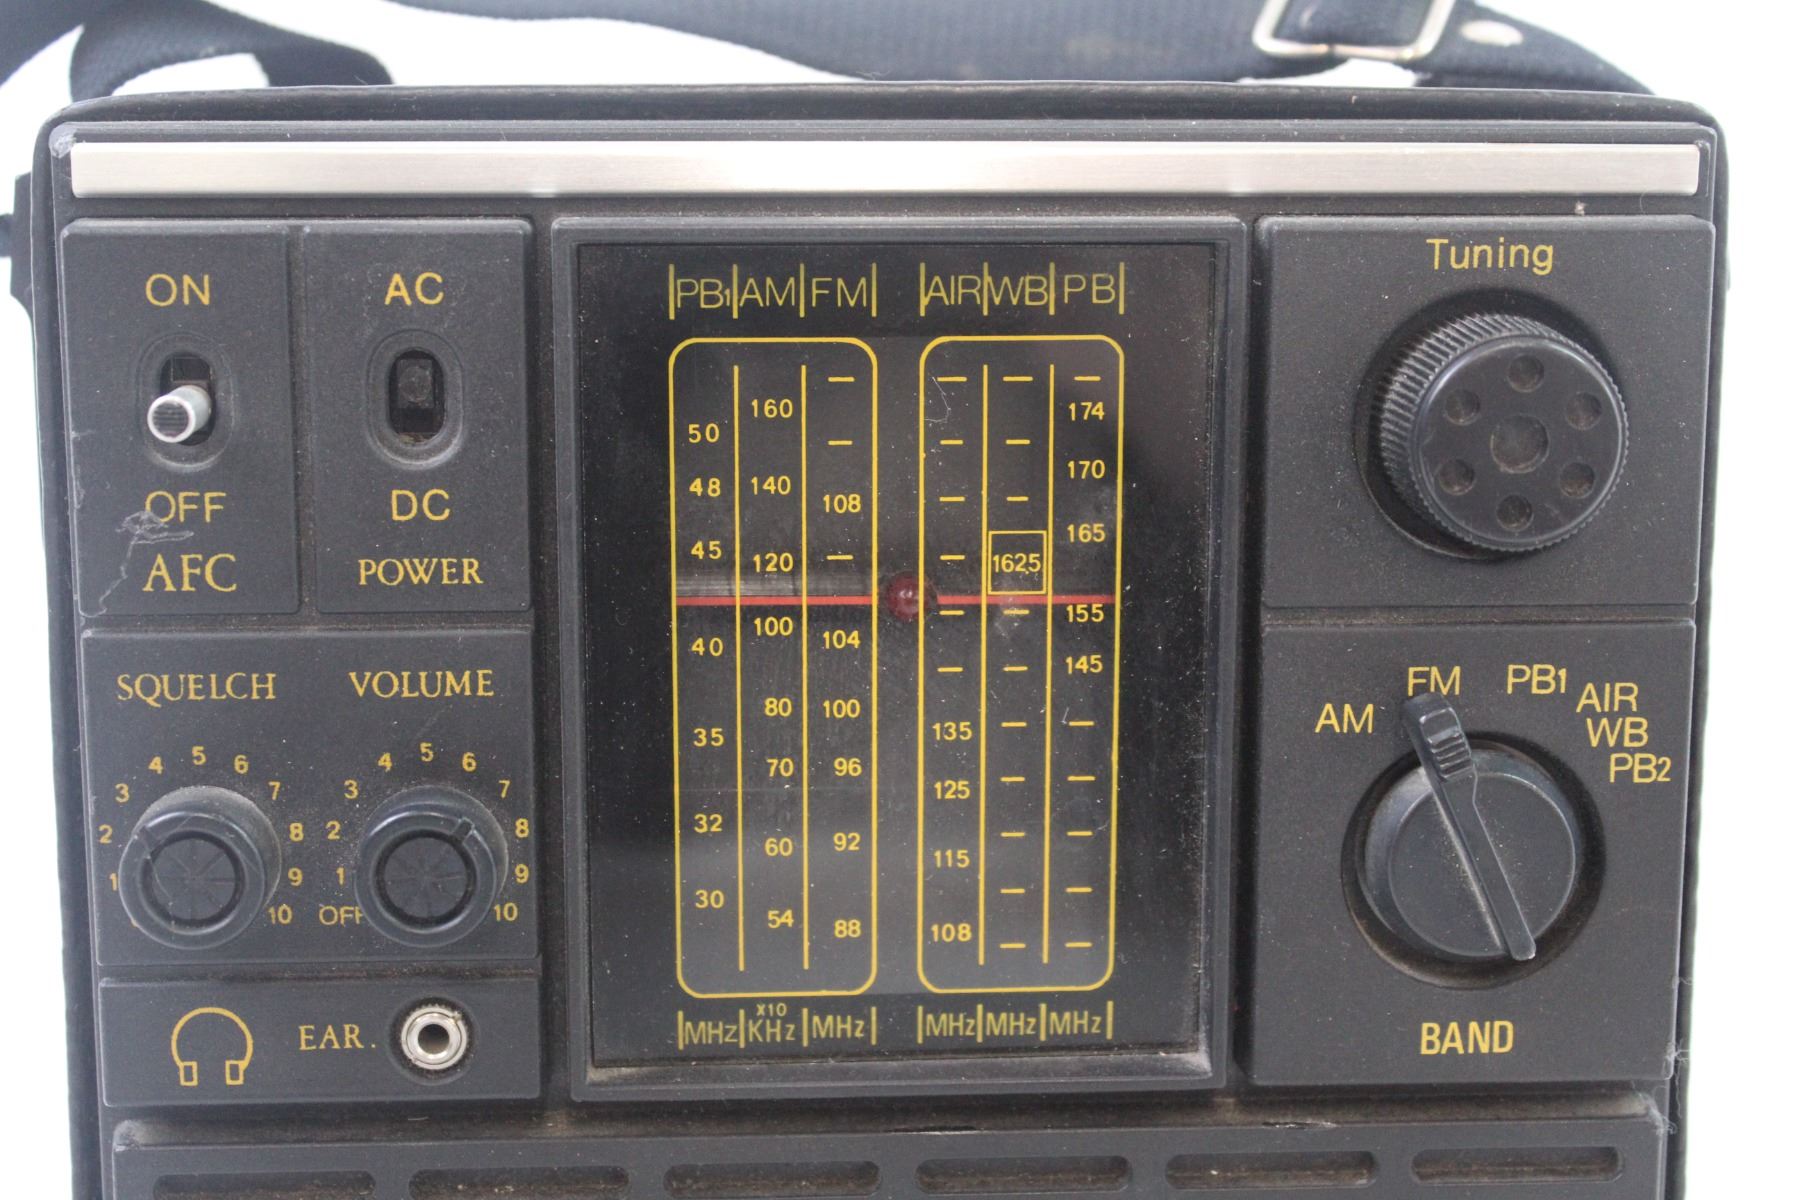 ON
OFF
AFC
AC
DC
POWER
SQUELCH
1 2 3 4 5 6 7 8 9 10
VOLUME
OFF 1 2 3 4 5 6 7 8 9 10
EAR.
PB1 AM FM
50
48
45
40
35
32
30
160
140
120
100
80
70
60
54
108
104
100
96
92
88
MHz x10 KHz MHz
AIR WB PB
135
125
115
108
162.5
174
170
165
155
145
MHz MHz MHz
Tuning
AM FM PB1 AIR
WB
PB2
BAND